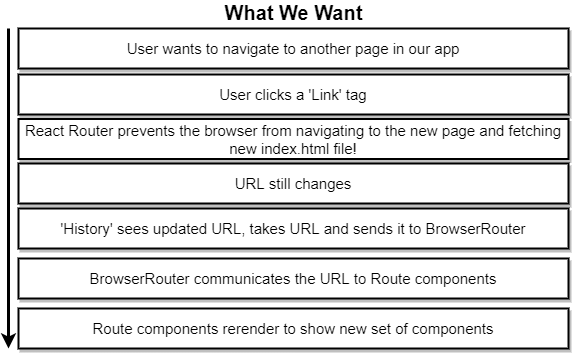 What We Want
User wants to navigate to another page in our app
User clicks a 'Link' tag
React Router prevents the browser from navigating to the new page and fetching
new index.html file!
URL still changes
'History' sees updated URL, takes URL and sends it to BrowserRouter
BrowserRouter communicates the URL to Route components
Route components rerender to show new set of components